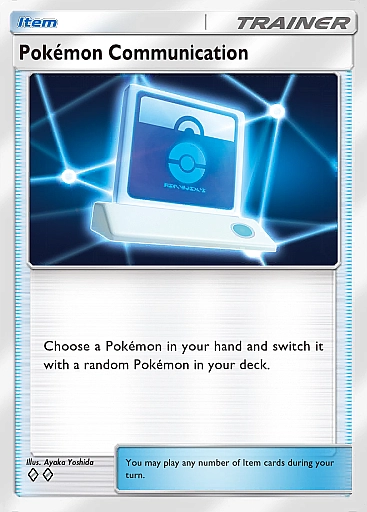 Item
TRAINER
Pokémon Communication
Choose a Pokémon in your hand and switch it
with a random Pokémon in your deck.
Illus. Ayaka Yoshida
You may play any number of Item cards during your
turn.